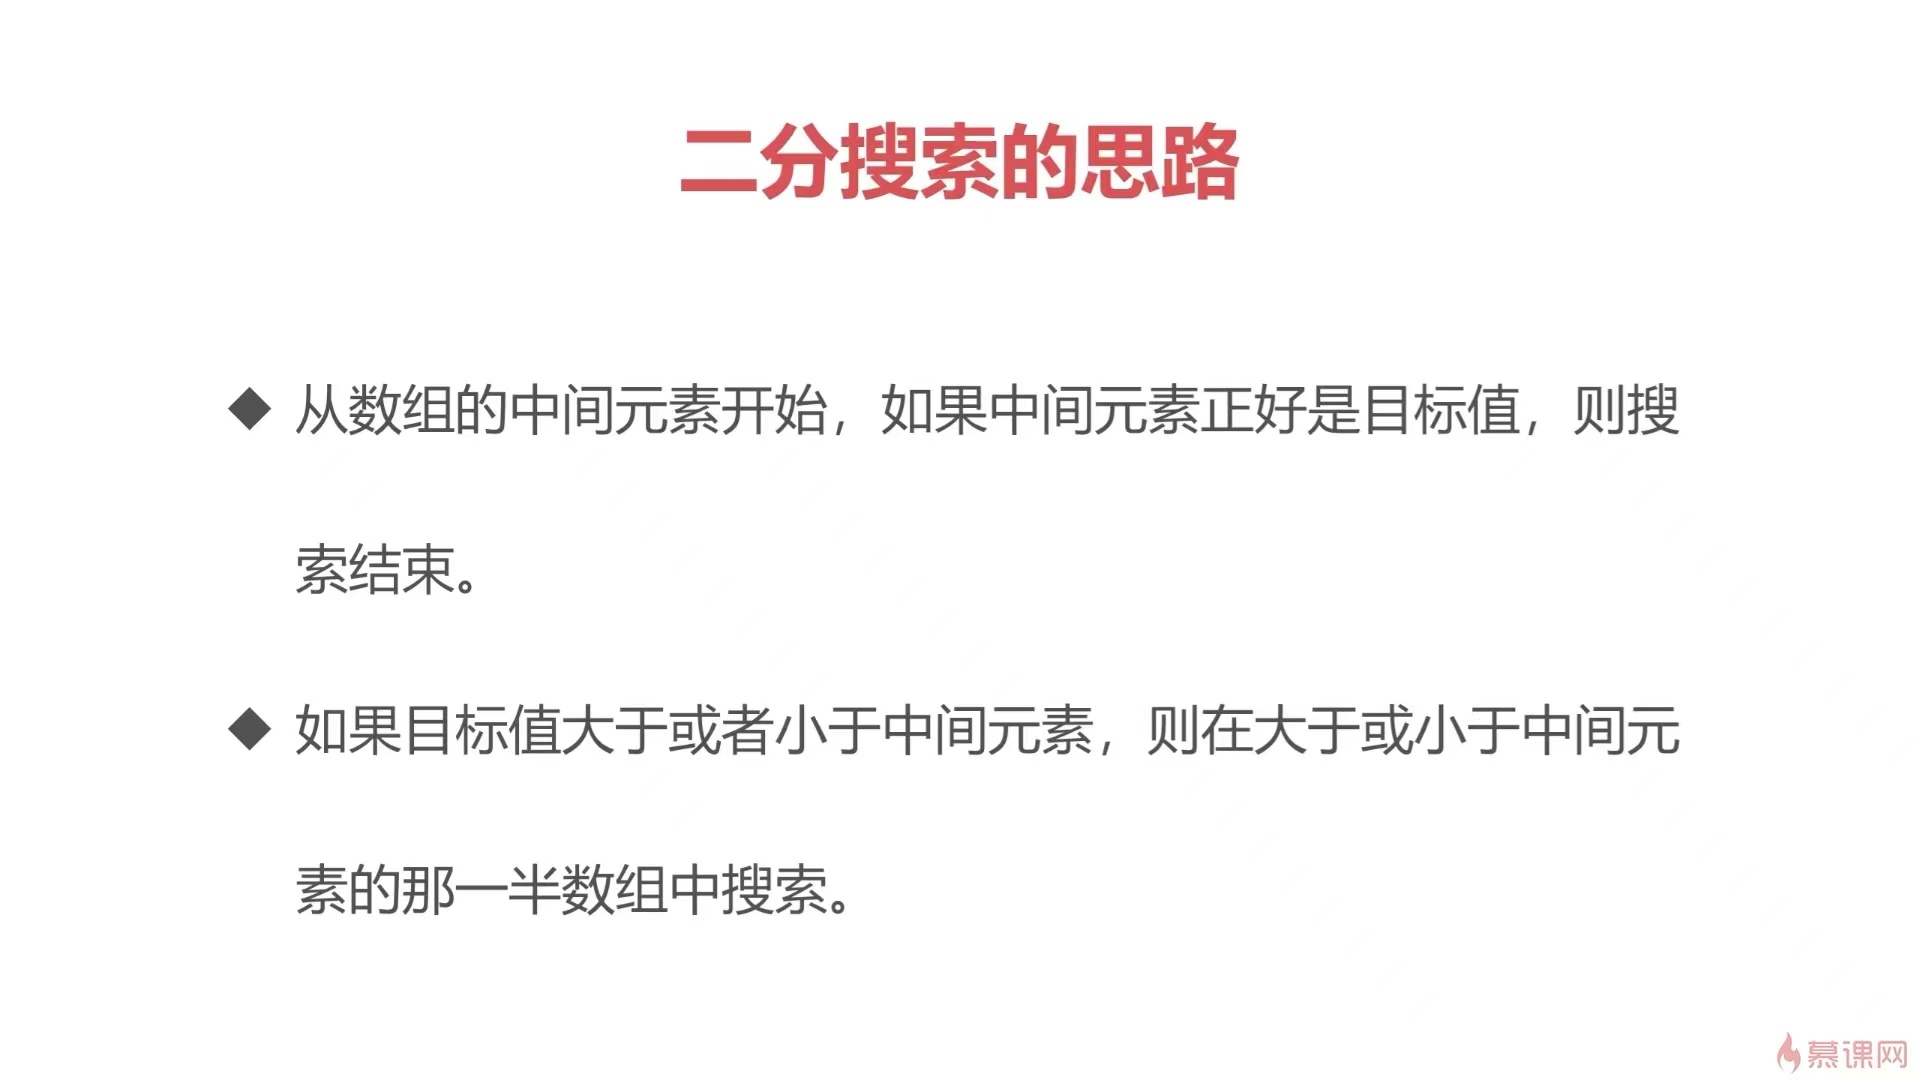 二分搜索的思路
◆ 从数组的中间元素开始，如果中间元素正好是目标值，则搜
索结束。
◆ 如果目标值大于或者小于中间元素，则在大于或小于中间元
素的那一半数组中搜索。
慕课网